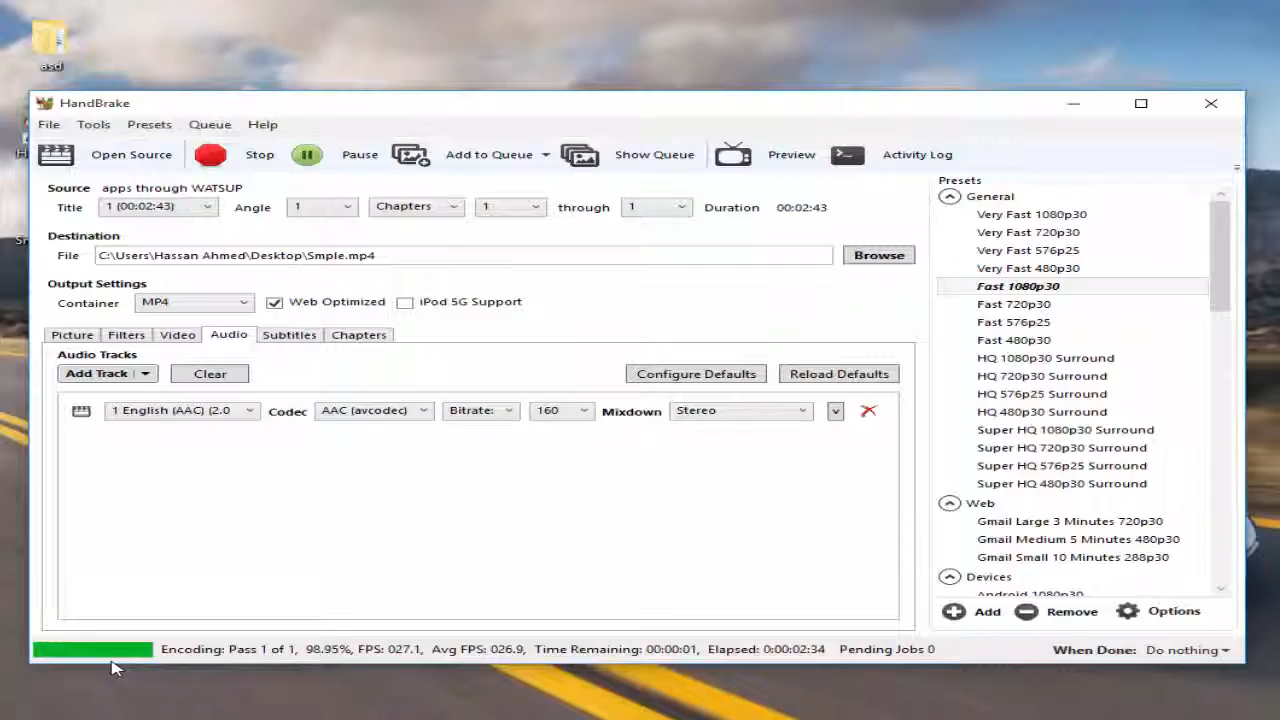 asd
HandBrake
File Tools Presets Queue Help
Open Source Stop Pause Add to Queue Show Queue Preview Activity Log
Source apps through WATSUP
Title 1 (00:02:43) Angle 1 Chapters 1 through 1 Duration 00:02:43
Destination
File C:\Users\Hassan Ahmed\Desktop\Smple.mp4 Browse
Output Settings
Container MP4 Web Optimized iPod 5G Support
Picture Filters Video Audio Subtitles Chapters
Audio Tracks
Add Track Clear Configure Defaults Reload Defaults
1 English (AAC) (2.0 Codec AAC (avcodec) Bitrate: 160 Mixdown Stereo
Presets
General
Very Fast 1080p30
Very Fast 720p30
Very Fast 576p25
Very Fast 480p30
Fast 1080p30
Fast 720p30
Fast 576p25
Fast 480p30
HQ 1080p30 Surround
HQ 720p30 Surround
HQ 576p25 Surround
HQ 480p30 Surround
Super HQ 1080p30 Surround
Super HQ 720p30 Surround
Super HQ 576p25 Surround
Super HQ 480p30 Surround
Web
Gmail Large 3 Minutes 720p30
Gmail Medium 5 Minutes 480p30
Gmail Small 10 Minutes 288p30
Devices
Android 1080p30
Add Remove Options
Encoding: Pass 1 of 1, 98.95%, FPS: 027.1, Avg FPS: 026.9, Time Remaining: 00:00:01, Elapsed: 0:00:02:34 Pending Jobs 0
When Done: Do nothing